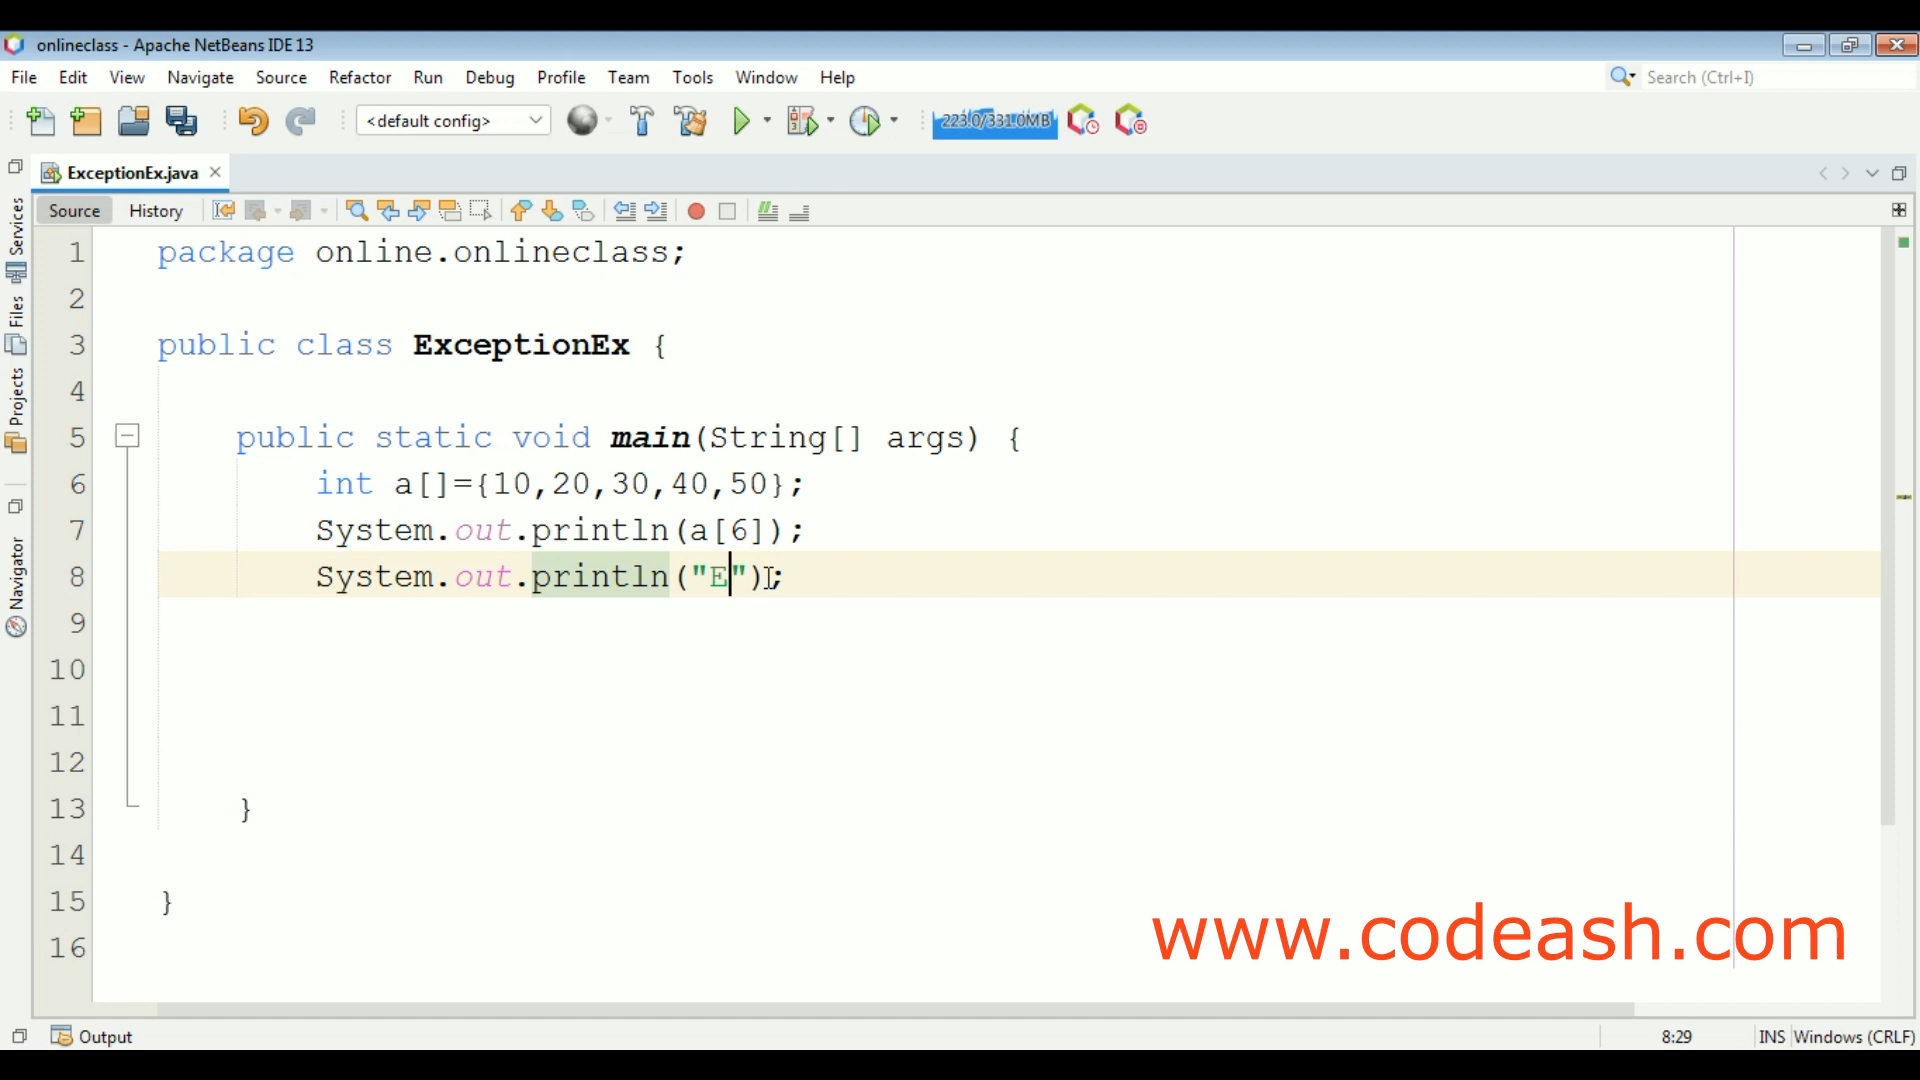 onlineclass - Apache NetBeans IDE 13
File Edit View Navigate Source Refactor Run Debug Profile Team Tools Window Help
Search (Ctrl+I)
<default config>
223.0/331.0MB
ExceptionEx.java
Source History
Services
Files
Projects
Navigator
1 package online.onlineclass;
2
3 public class ExceptionEx {
4
5 public static void main(String[] args) {
6 int a[]={10,20,30,40,50};
7 System.out.println(a[6]);
8 System.out.println("E");
9
10
11
12
13 }
14
15 }
16
www.codeash.com
Output
8:29 INS Windows (CRLF)